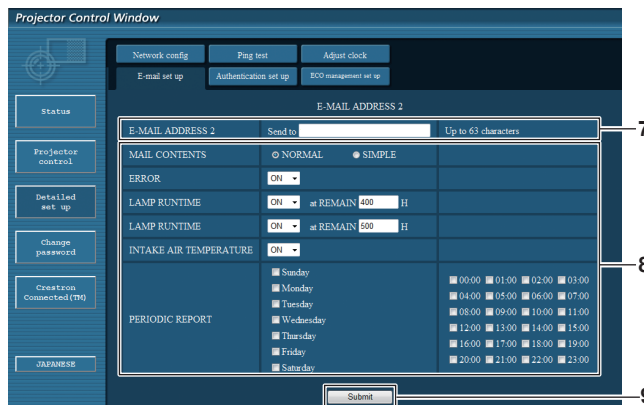 Projector Control Window
Network config Ping test Adjust clock
E-mail set up Authentication set up ECO management set up
Status
Projector control
Detailed set up
Change password
Crestron Connected(TM)
JAPANESE
E-MAIL ADDRESS 2
E-MAIL ADDRESS 2 Send to Up to 63 characters
MAIL CONTENTS NORMAL SIMPLE
ERROR ON
LAMP RUNTIME ON at REMAIN 400 H
LAMP RUNTIME ON at REMAIN 500 H
INTAKE AIR TEMPERATURE ON
PERIODIC REPORT
Sunday
Monday
Tuesday
Wednesday
Thursday
Friday
Saturday
00:00 01:00 02:00 03:00
04:00 05:00 06:00 07:00
08:00 09:00 10:00 11:00
12:00 13:00 14:00 15:00
16:00 17:00 18:00 19:00
20:00 21:00 22:00 23:00
Submit
7
8
9